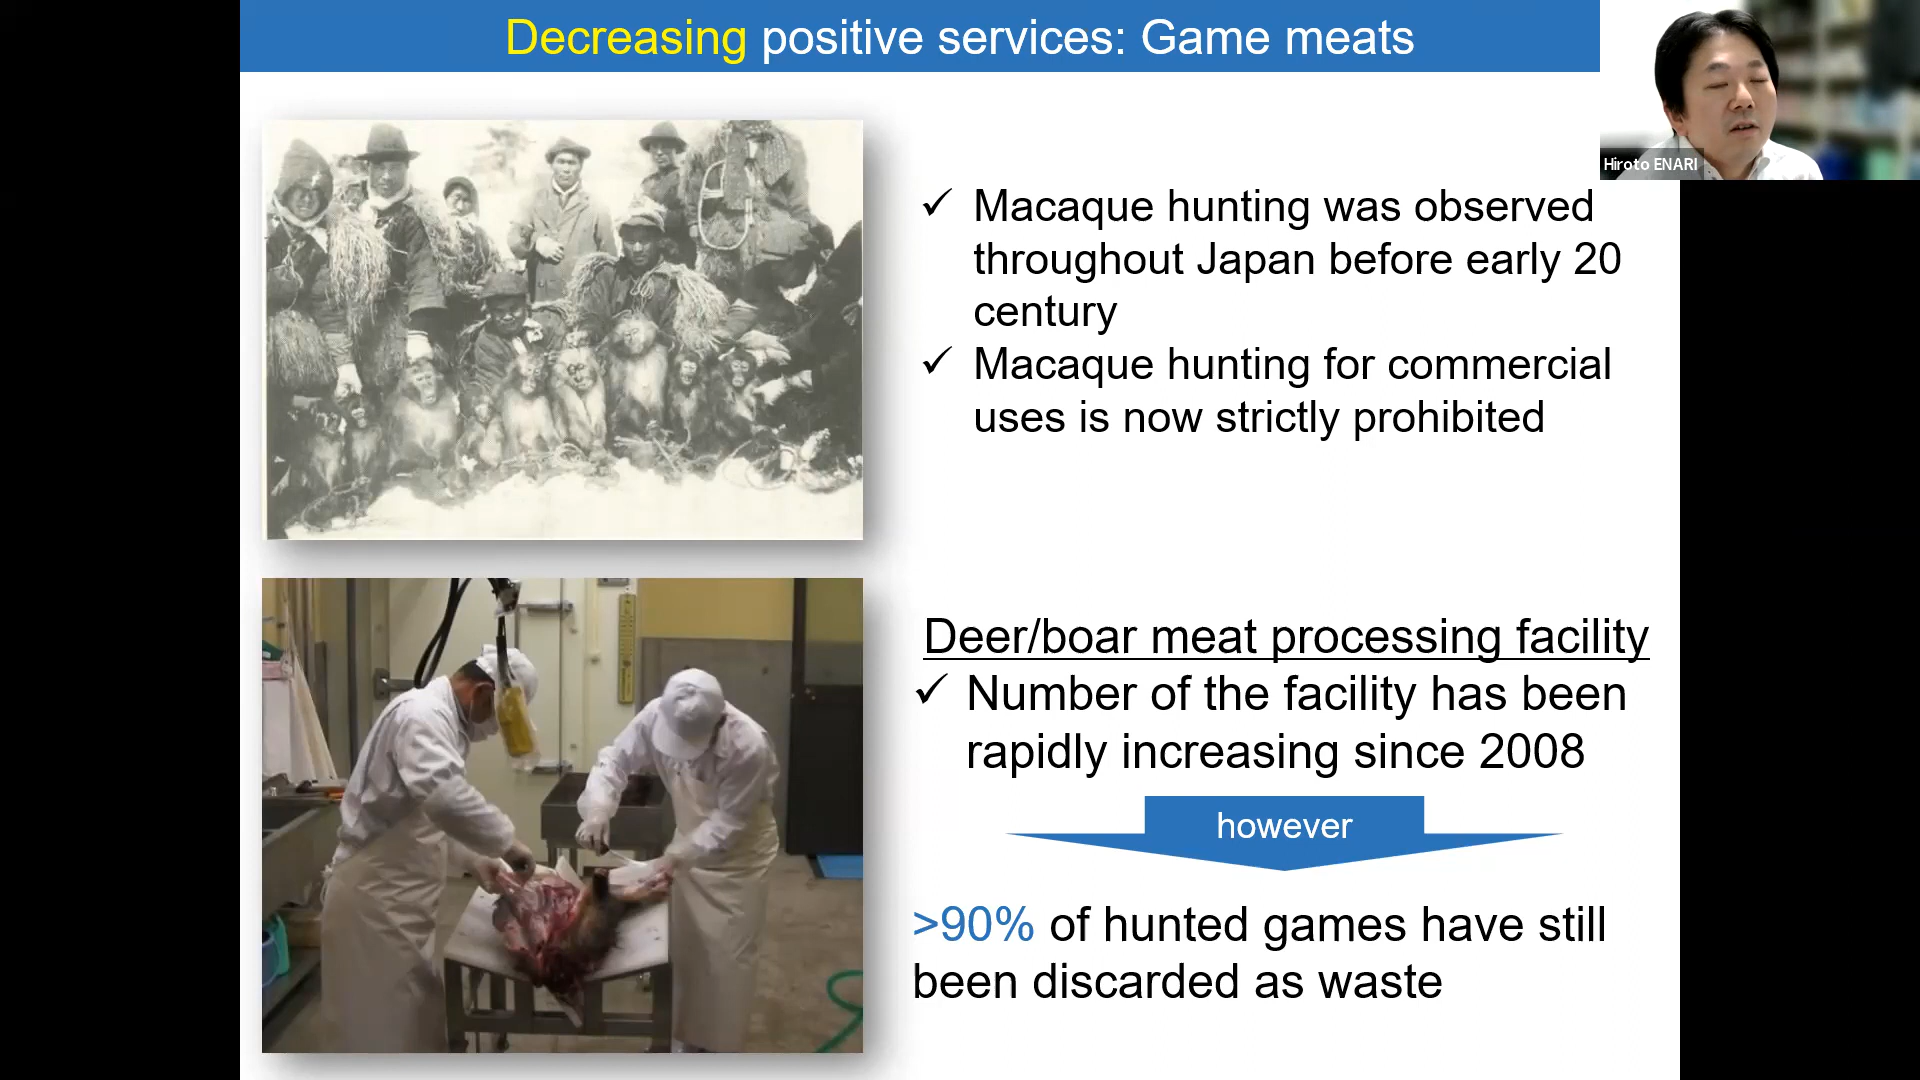 Decreasing positive services: Game meats
Hiroto ENARI
✓ Macaque hunting was observed
throughout Japan before early 20
century
✓ Macaque hunting for commercial
uses is now strictly prohibited
Deer/boar meat processing facility
✓ Number of the facility has been
rapidly increasing since 2008
however
>90% of hunted games have still
been discarded as waste